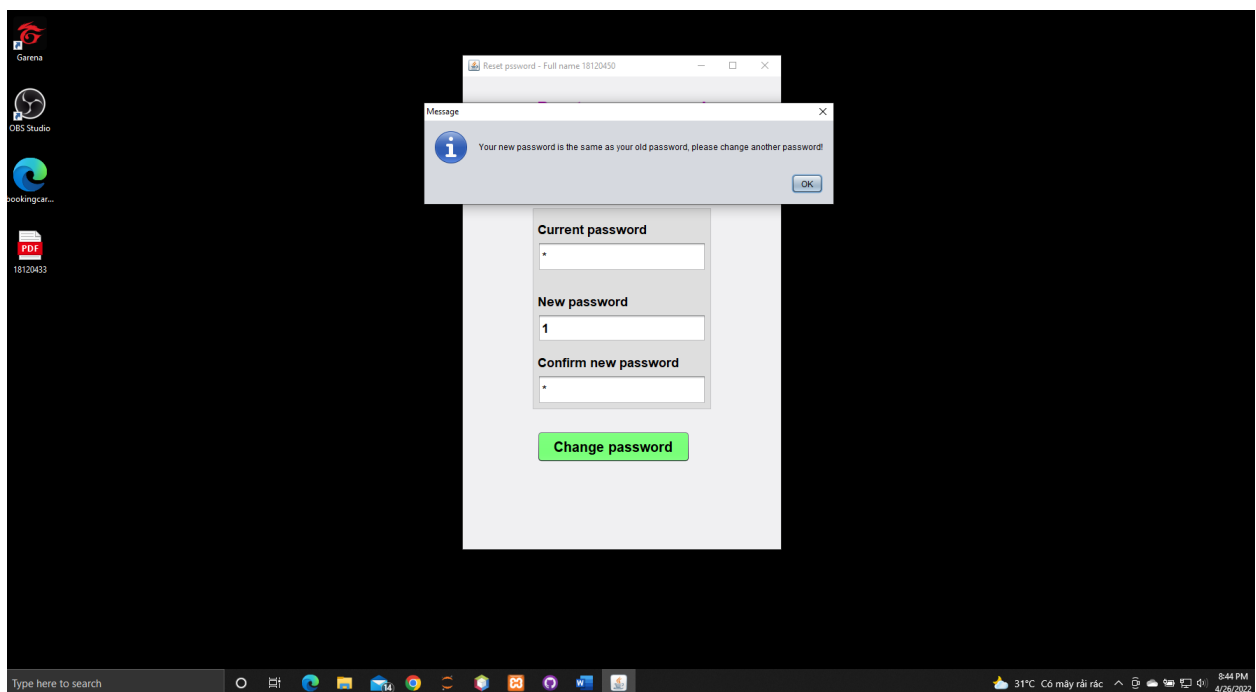 Garena
OBS Studio
bookingcar...
PDF
18120433
Reset pssword - Full name 18120450
Message
Your new password is the same as your old password, please change another password!
OK
Current password
*
New password
1
Confirm new password
*
Change password
Type here to search
14
31°C Có mây rải rác
8:44 PM
4/26/2022